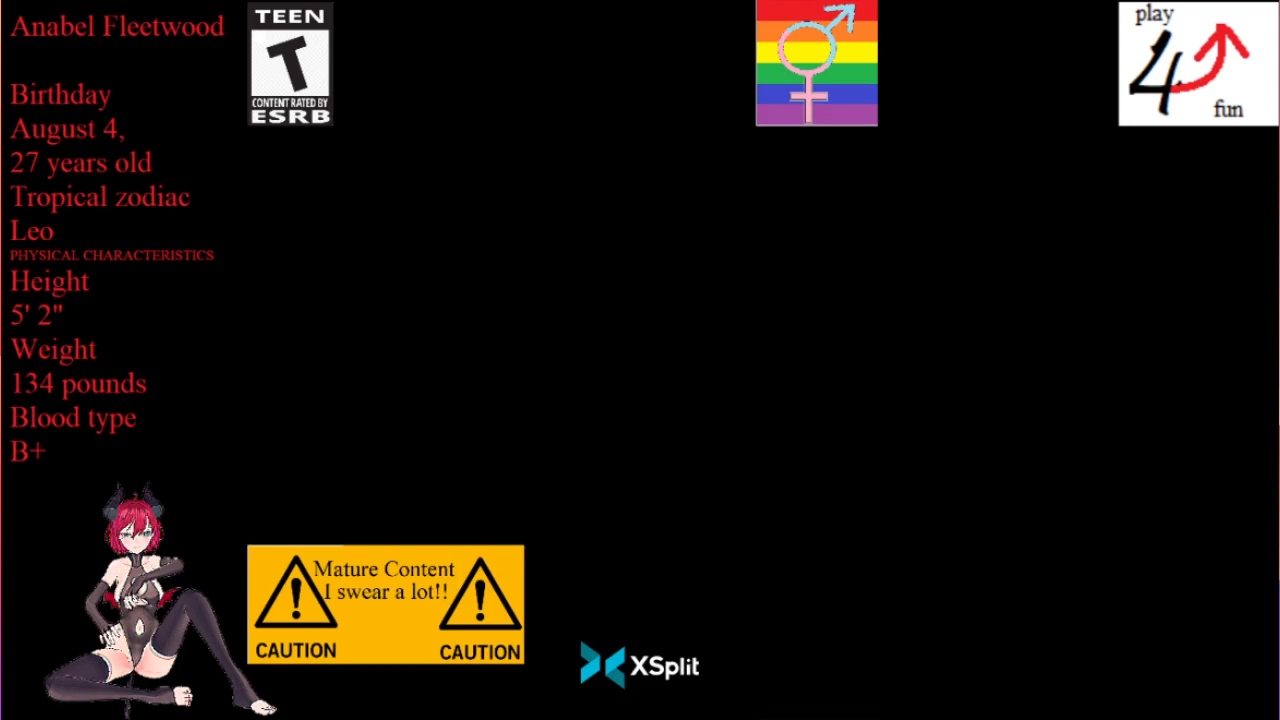 Anabel Fleetwood
Birthday
August 4,
27 years old
Tropical zodiac
Leo
PHYSICAL CHARACTERISTICS
Height
5' 2"
Weight
134 pounds
Blood type
B+
TEEN
T
CONTENT RATED BY
ESRB
play
4
fun
Mature Content
I swear a lot!!
CAUTION
CAUTION
XSplit